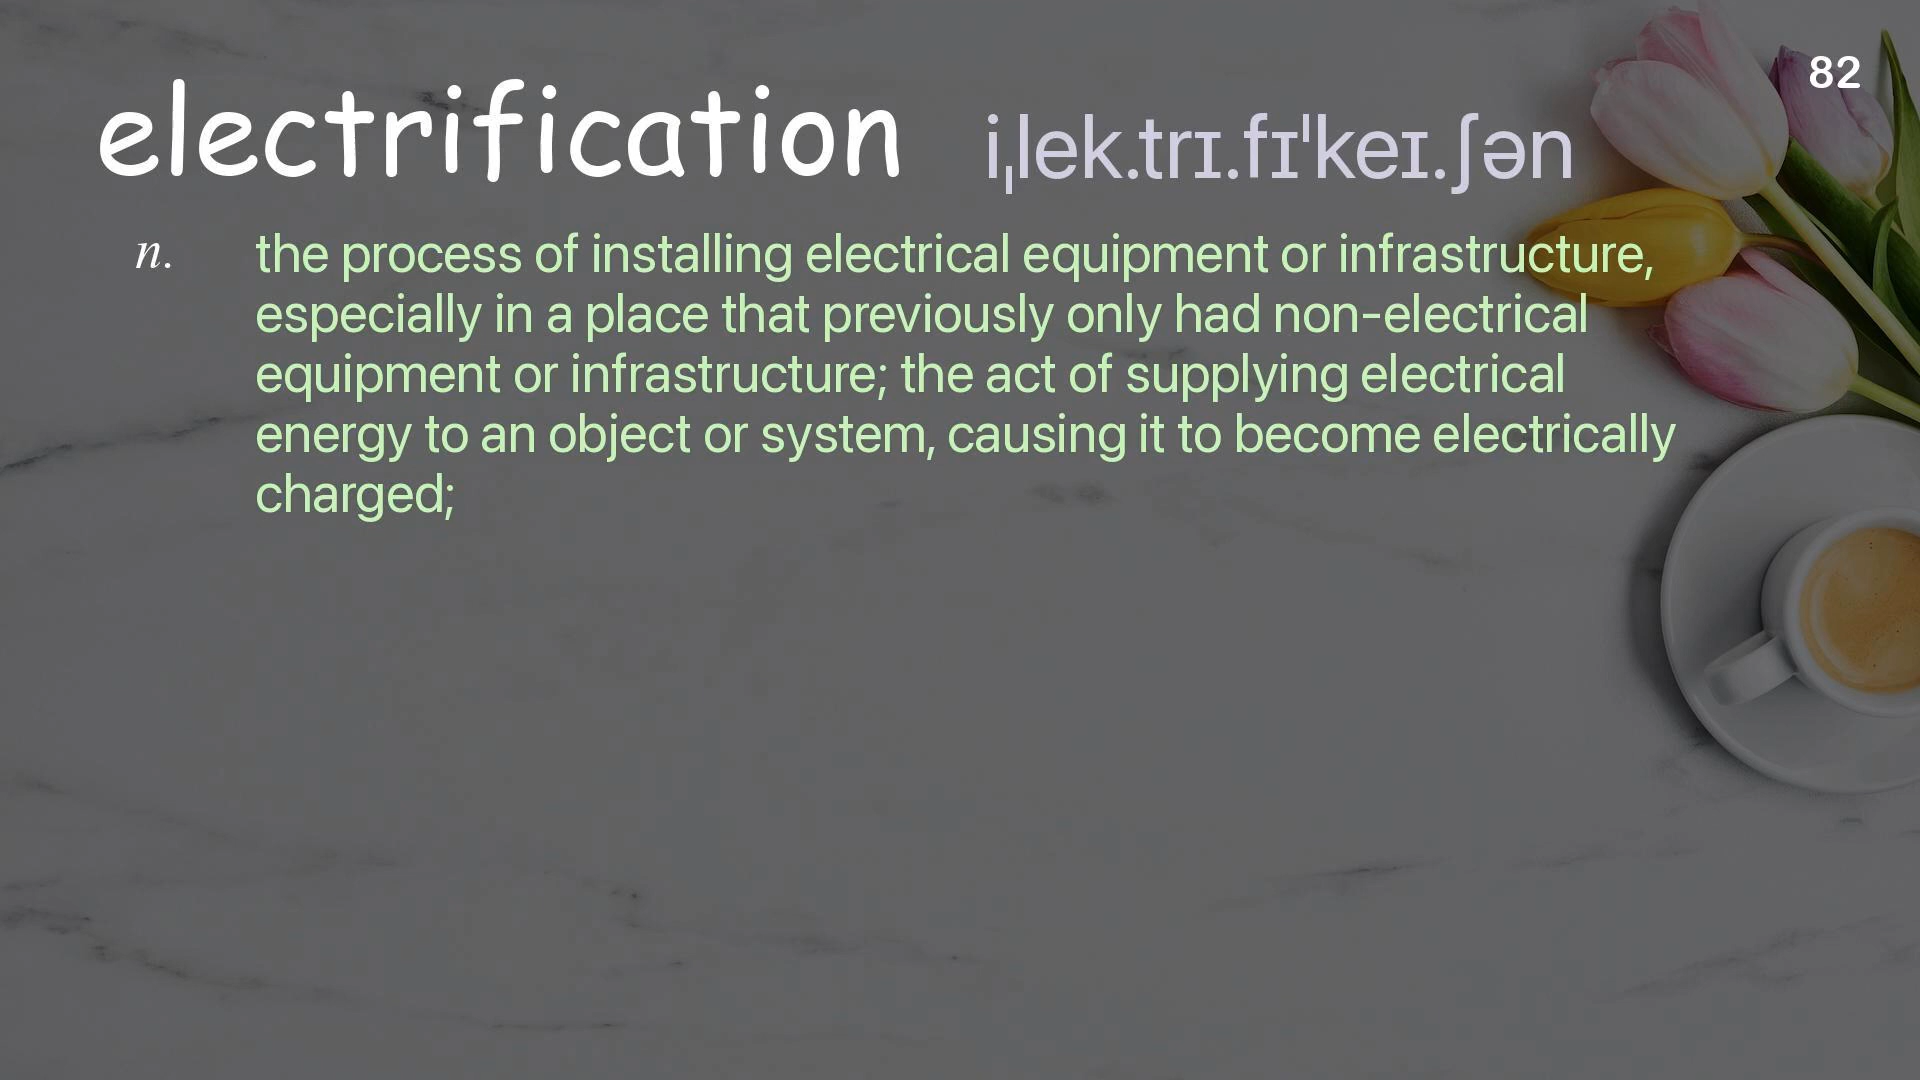 82
electrification iˌlek.trɪ.fɪˈkeɪ.ʃən
n. the process of installing electrical equipment or infrastructure,
especially in a place that previously only had non-electrical
equipment or infrastructure; the act of supplying electrical
energy to an object or system, causing it to become electrically
charged;